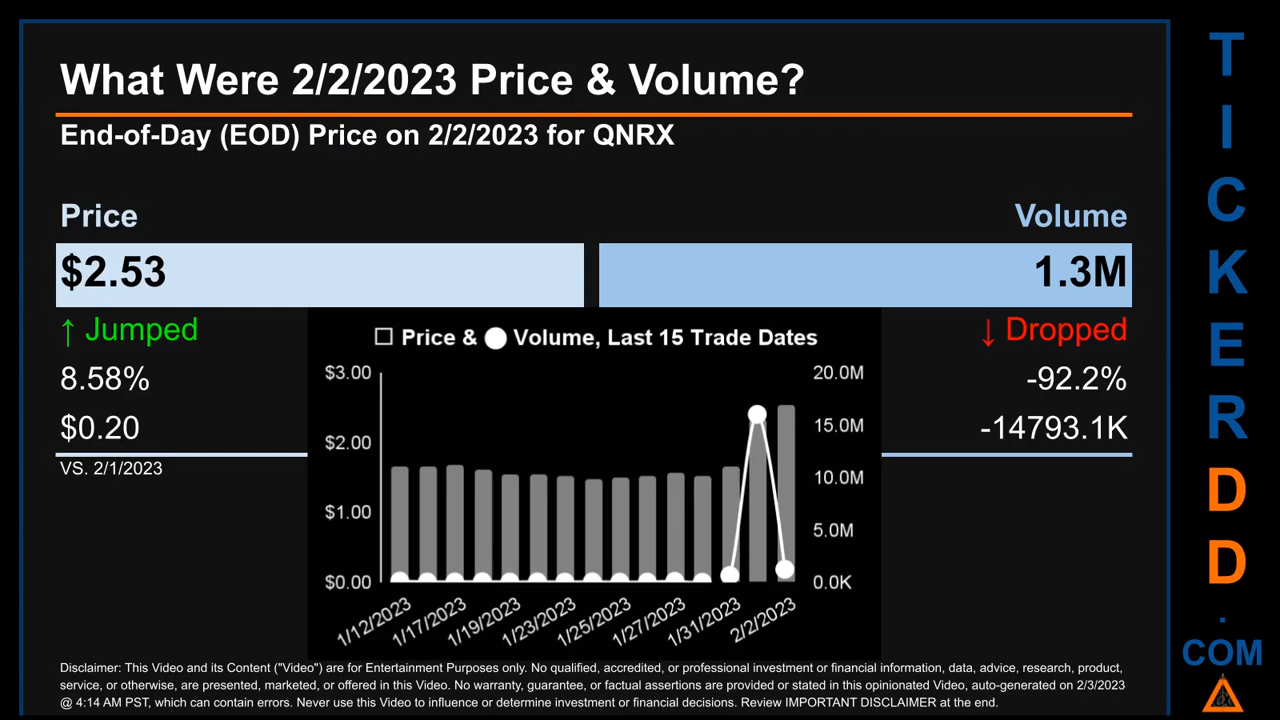 What Were 2/2/2023 Price & Volume?
End-of-Day (EOD) Price on 2/2/2023 for QNRX
Price
Volume
$2.53
1.3M
↑ Jumped
↓ Dropped
8.58%
-92.2%
$0.20
-14793.1K
VS. 2/1/2023
Price & Volume, Last 15 Trade Dates
$3.00
$2.00
$1.00
$0.00
20.0M
15.0M
10.0M
5.0M
0.0K
1/12/2023
1/17/2023
1/19/2023
1/23/2023
1/25/2023
1/27/2023
1/31/2023
2/2/2023
Disclaimer: This Video and its Content ("Video") are for Entertainment Purposes only. No qualified, accredited, or professional investment or financial information, data, advice, research, product,
service, or otherwise, are presented, marketed, or offered in this Video. No warranty, guarantee, or factual assertions are provided or stated in this opinionated Video, auto-generated on 2/3/2023
@ 4:14 AM PST, which can contain errors. Never use this Video to influence or determine investment or financial decisions. Review IMPORTANT DISCLAIMER at the end.
T
I
C
K
E
R
D
D
.
COM